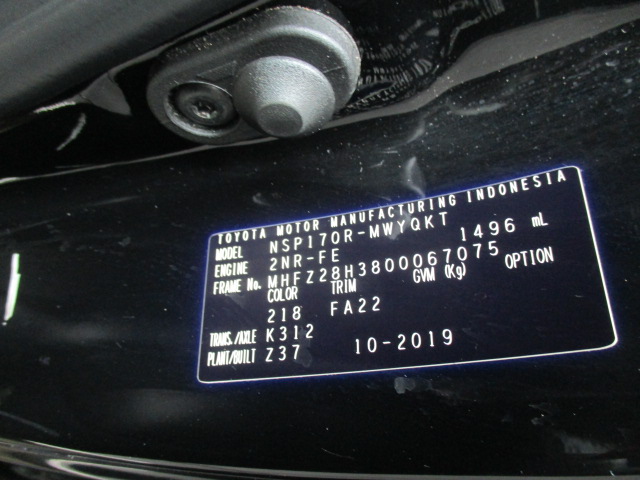 TOYOTA MOTOR MANUFACTURING INDONESIA
MODEL NSP170R-MWYQKT
ENGINE 2NR-FE 1496 mL
FRAME No. MHFZ28H3800067075
COLOR TRIM GVM (Kg) OPTION
218 FA22
TRANS./AXLE K312
PLANT/BUILT Z37 10-2019